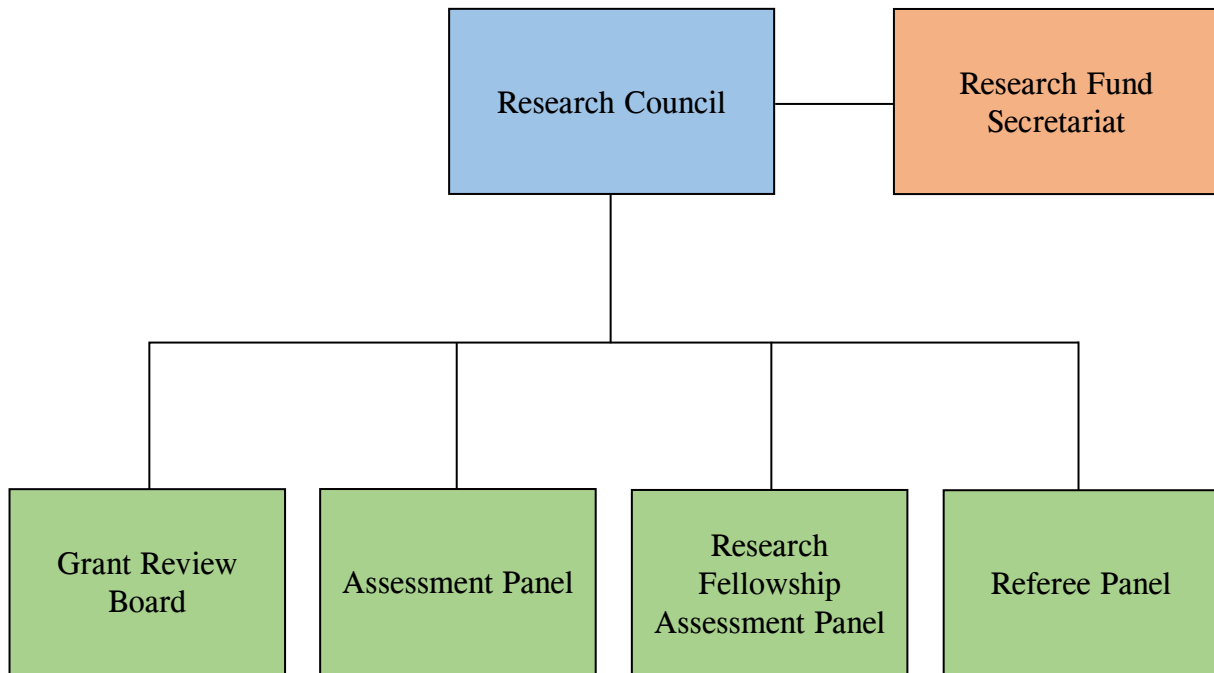 Research Council
Research Fund
Secretariat
Grant Review
Board
Assessment Panel
Research
Fellowship
Assessment Panel
Referee Panel